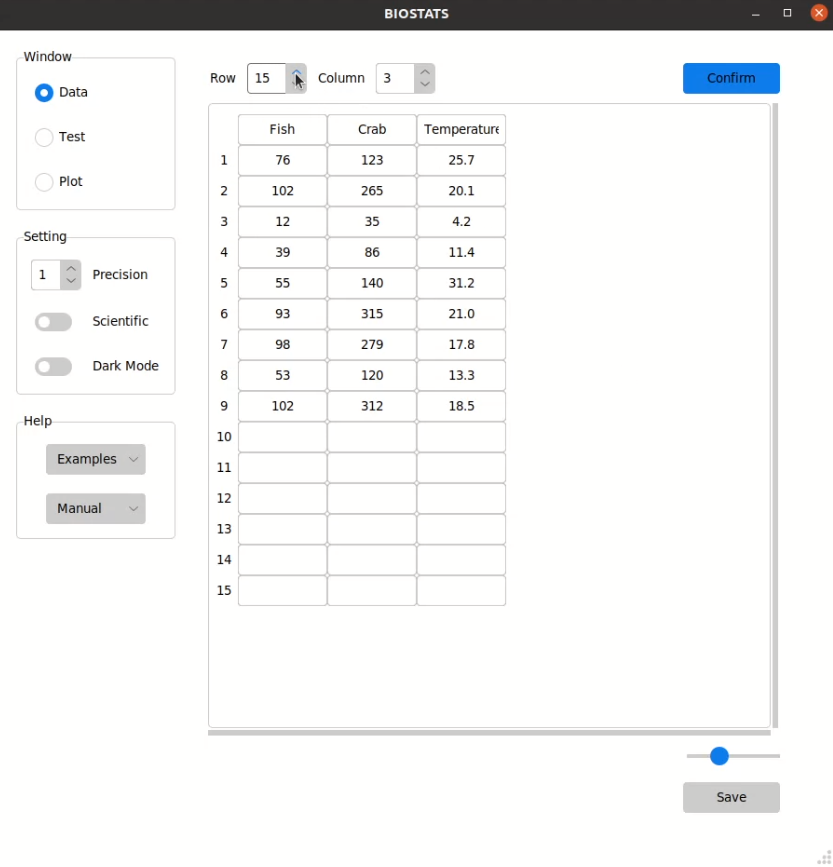 BIOSTATS
Window
Data
Test
Plot
Setting
1 Precision
Scientific
Dark Mode
Help
Examples
Manual
Row 15 Column 3 Confirm
Fish Crab Temperature
1 76 123 25.7
2 102 265 20.1
3 12 35 4.2
4 39 86 11.4
5 55 140 31.2
6 93 315 21.0
7 98 279 17.8
8 53 120 13.3
9 102 312 18.5
10
11
12
13
14
15
Save